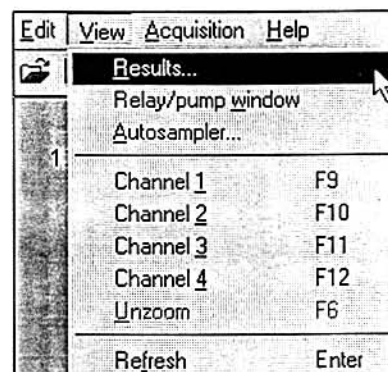 Edit View Acquisition Help
Results...
Relay/pump window
Autosampler...
1
Channel 1 F9
Channel 2 F10
Channel 3 F11
Channel 4 F12
Unzoom F6
Refresh Enter